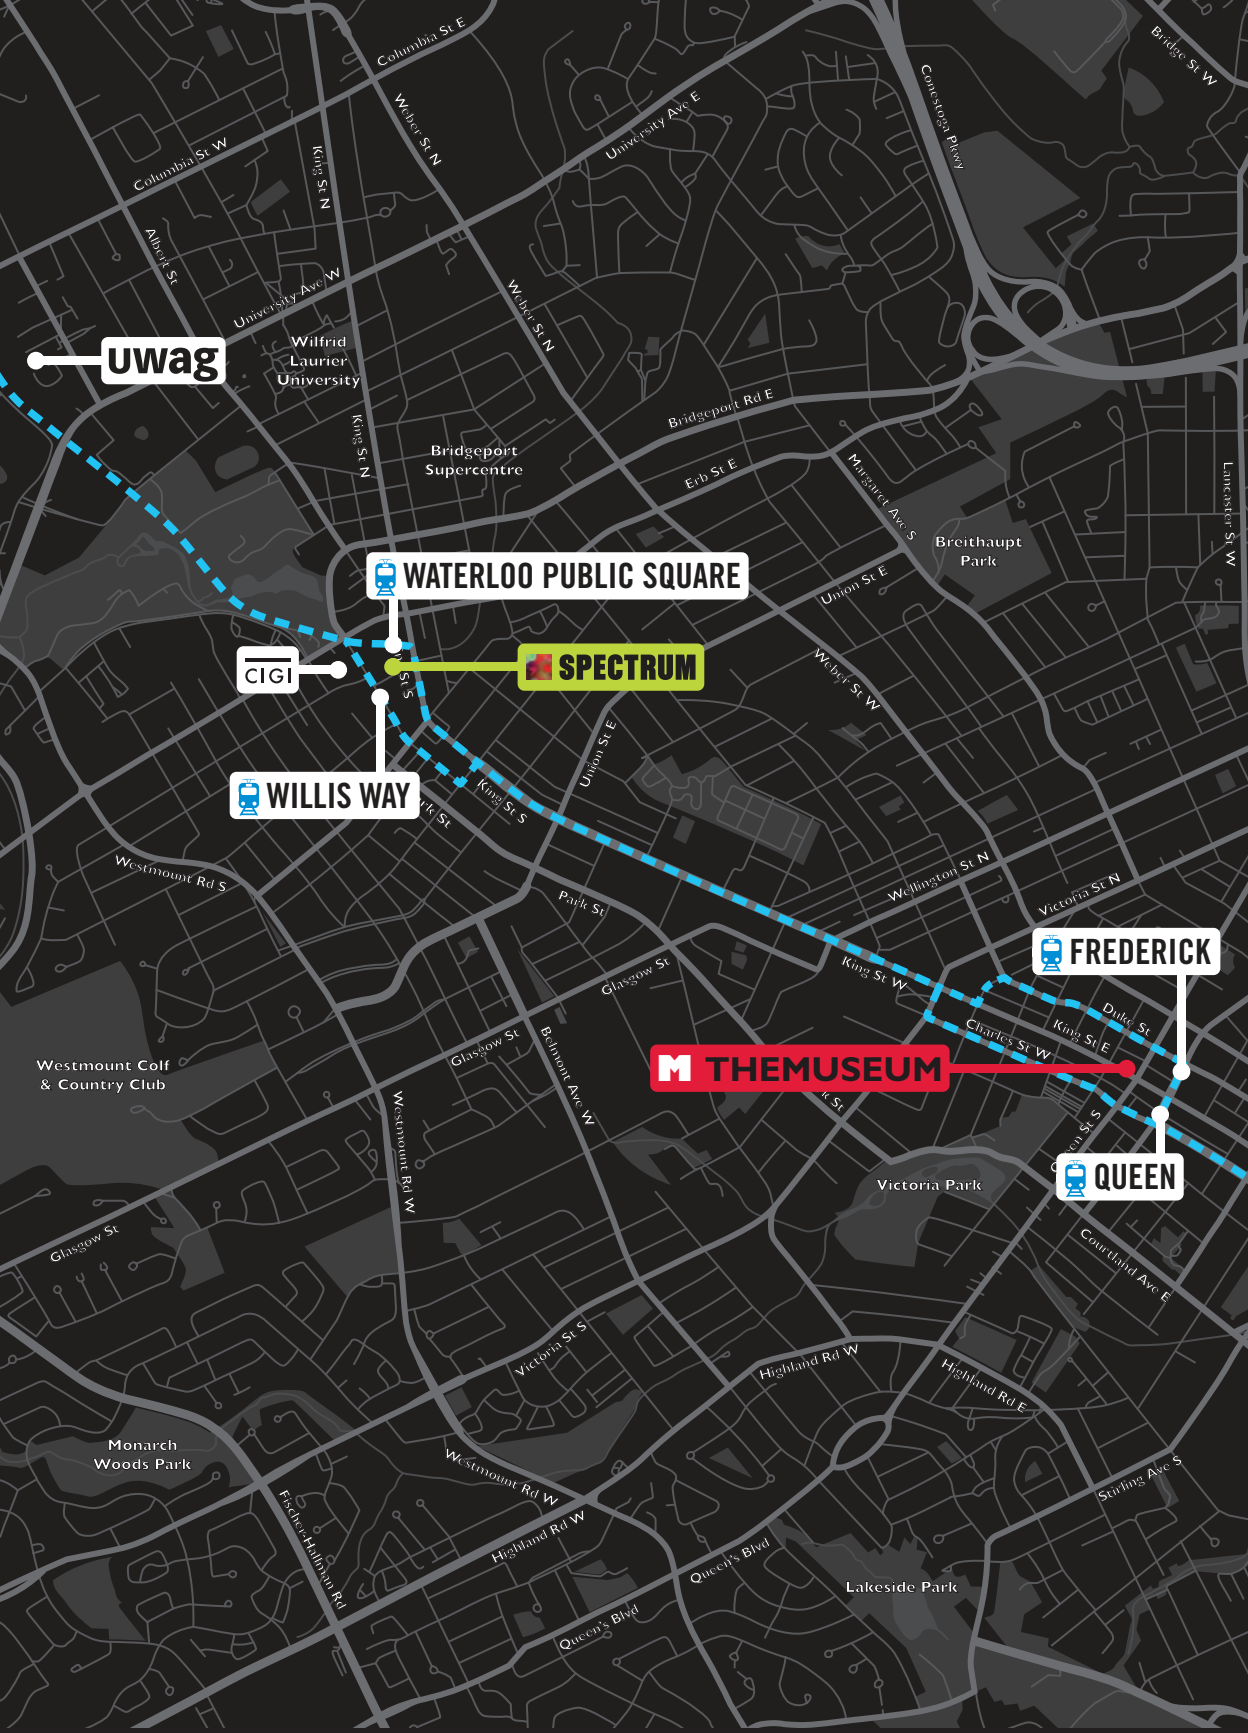 Columbia St E
Bridge St W
Conestoga Pkwy
Weber St N
University Ave E
Columbia St W
King St N
Albert St
University Ave W
Weber St N
Wilfrid
Laurier
University
uwag
Bridgeport Rd E
King St N
Bridgeport
Supercentre
Erb St E
Margaret Ave S
Lancaster St W
Breithaupt
Park
WATERLOO PUBLIC SQUARE
Union St E
CIGI
SPECTRUM
St S
Weber St W
Union St E
WILLIS WAY
King St S
Westmount Rd S
Park St
Wellington St N
Victoria St N
FREDERICK
Glasgow St
King St W
Duke St
King St E
Charles St W
Glasgow St
Belmont Ave W
Westmount Golf
& Country Club
THEMUSEUM
Westmount Rd W
QUEEN
Victoria Park
Glasgow St
Courtland Ave E
Victoria St S
Highland Rd W
Highland Rd E
Monarch
Woods Park
Westmount Rd W
Stirling Ave S
Fischer-Hallman Rd
Highland Rd W
Queen's Blvd
Lakeside Park
Queen's Blvd